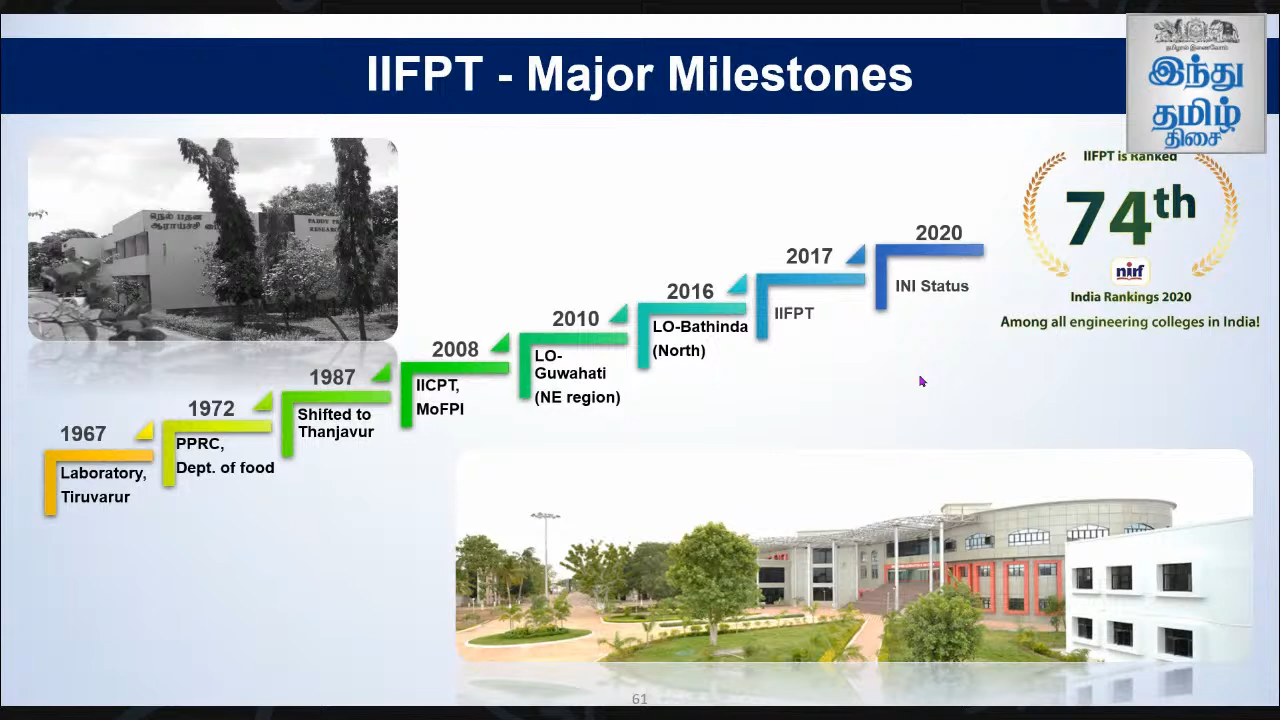 IIFPT - Major Milestones
இந்து
தமிழ்
திசை
IIFPT is Ranked
74th
nirf
India Rankings 2020
Among all engineering colleges in India!
நெல் பதன
ஆராய்ச்சி
1967
Laboratory,
Tiruvarur
1972
PPRC,
Dept. of food
1987
Shifted to
Thanjavur
2008
IICPT,
MoFPI
2010
LO-
Guwahati
(NE region)
2016
LO-Bathinda
(North)
2017
IIFPT
2020
INI Status
61